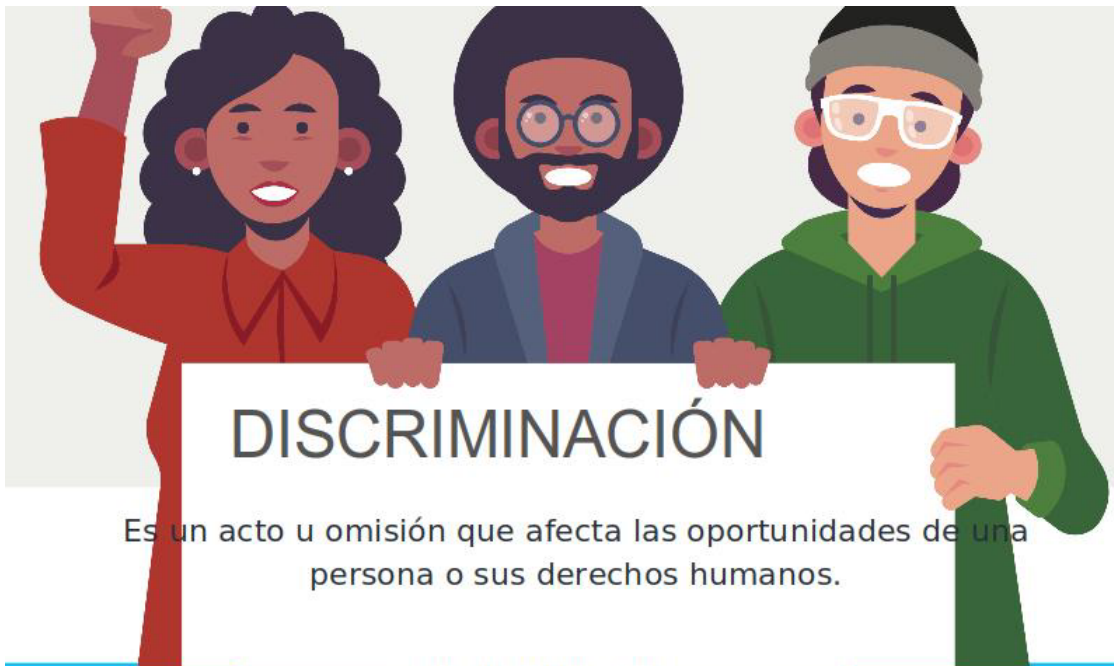 DISCRIMINACIÓN
Es un acto u omisión que afecta las oportunidades de una
persona o sus derechos humanos.